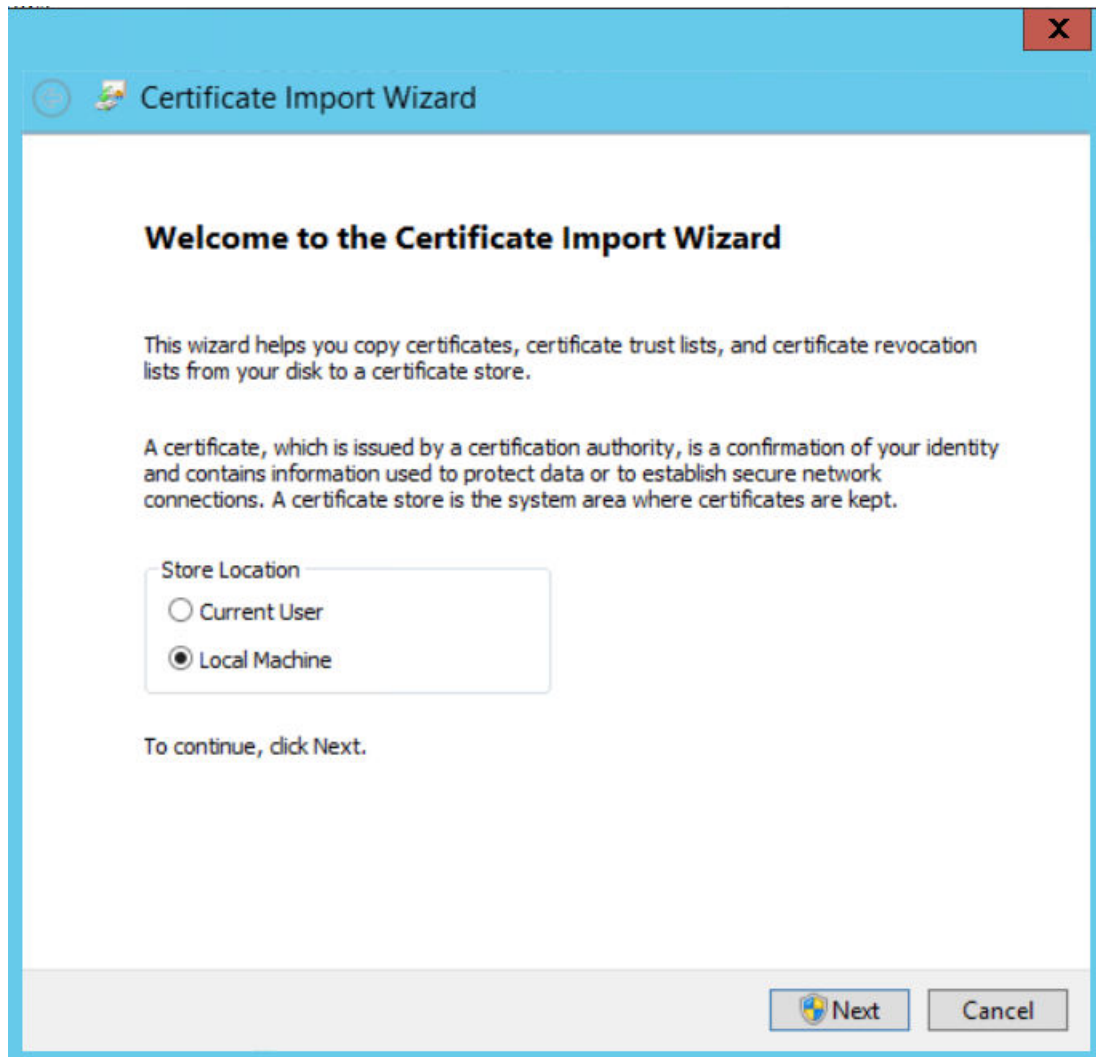 X
Certificate Import Wizard
Welcome to the Certificate Import Wizard
This wizard helps you copy certificates, certificate trust lists, and certificate revocation
lists from your disk to a certificate store.
A certificate, which is issued by a certification authority, is a confirmation of your identity
and contains information used to protect data or to establish secure network
connections. A certificate store is the system area where certificates are kept.
Store Location
Current User
Local Machine
To continue, click Next.
Next
Cancel